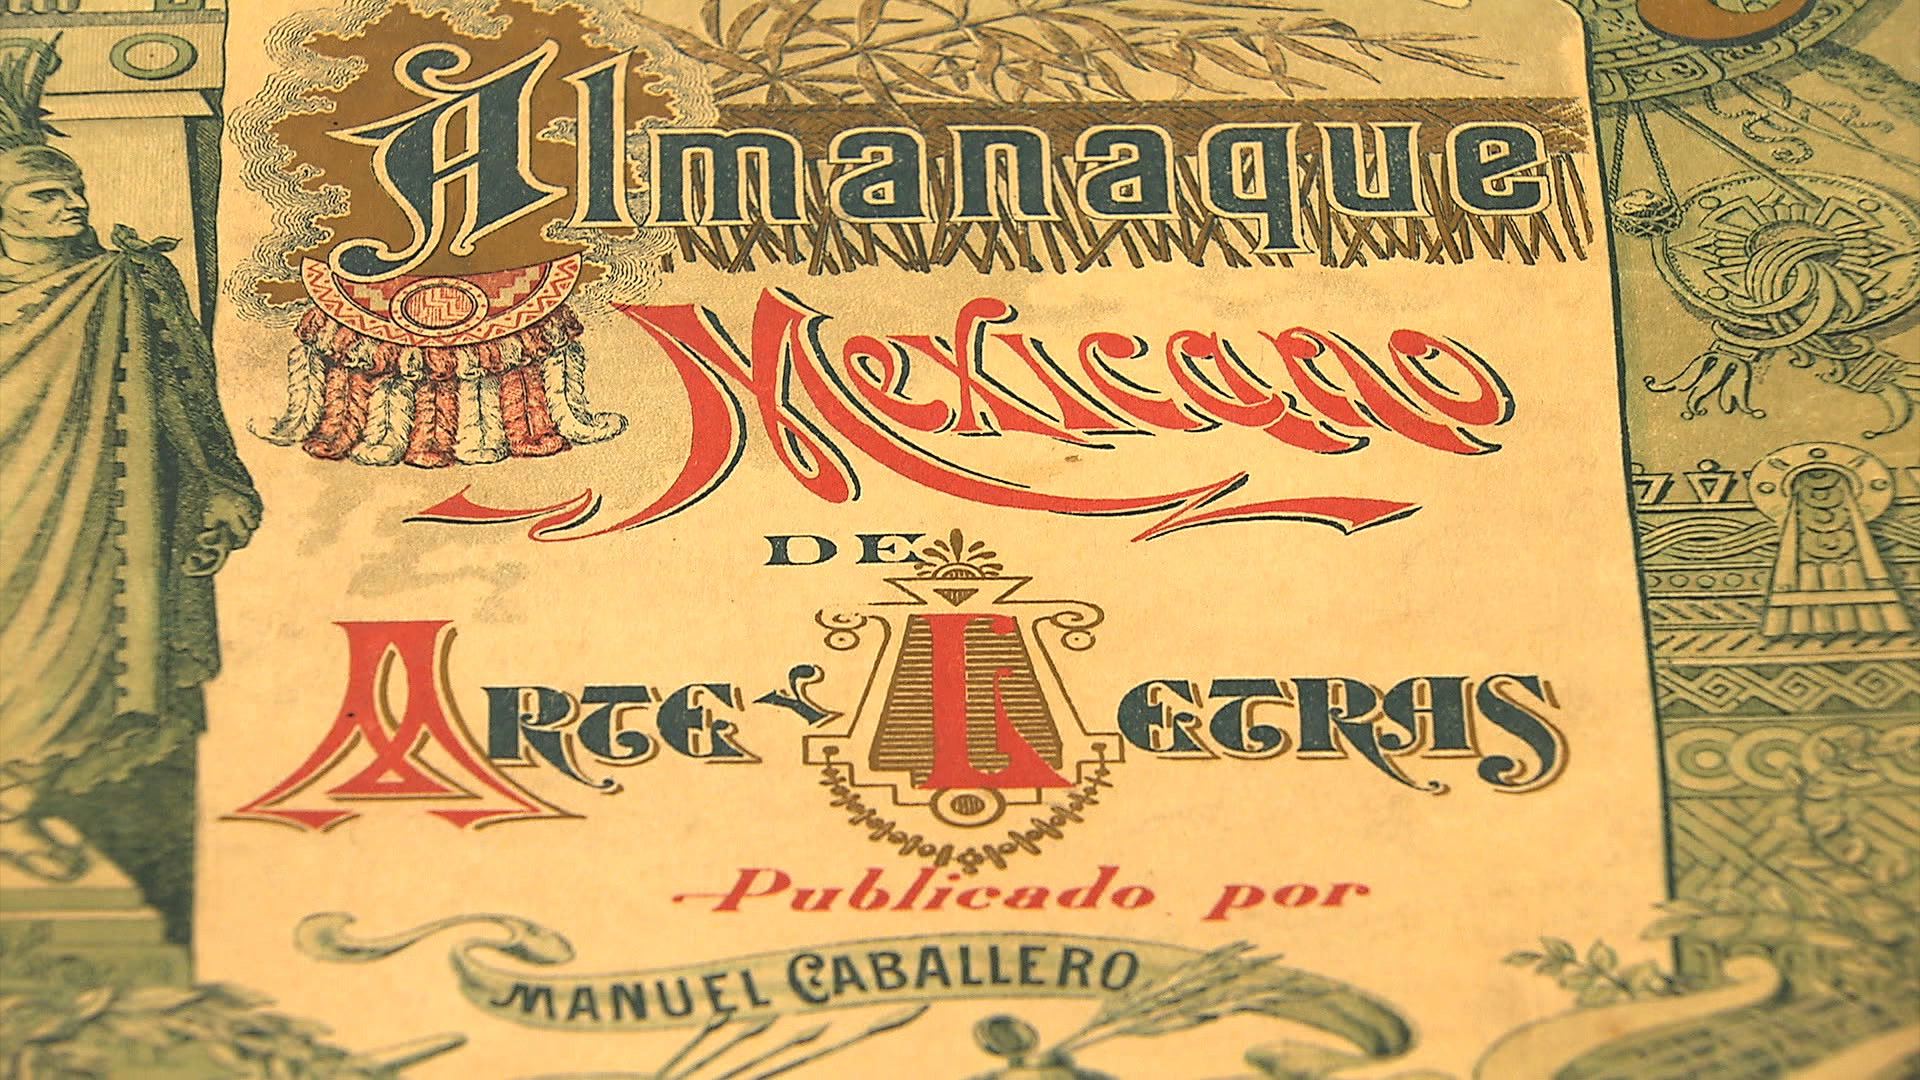 Almanaque
Mexicano
DE
ARTE Y LETRAS
Publicado por
MANUEL CABALLERO